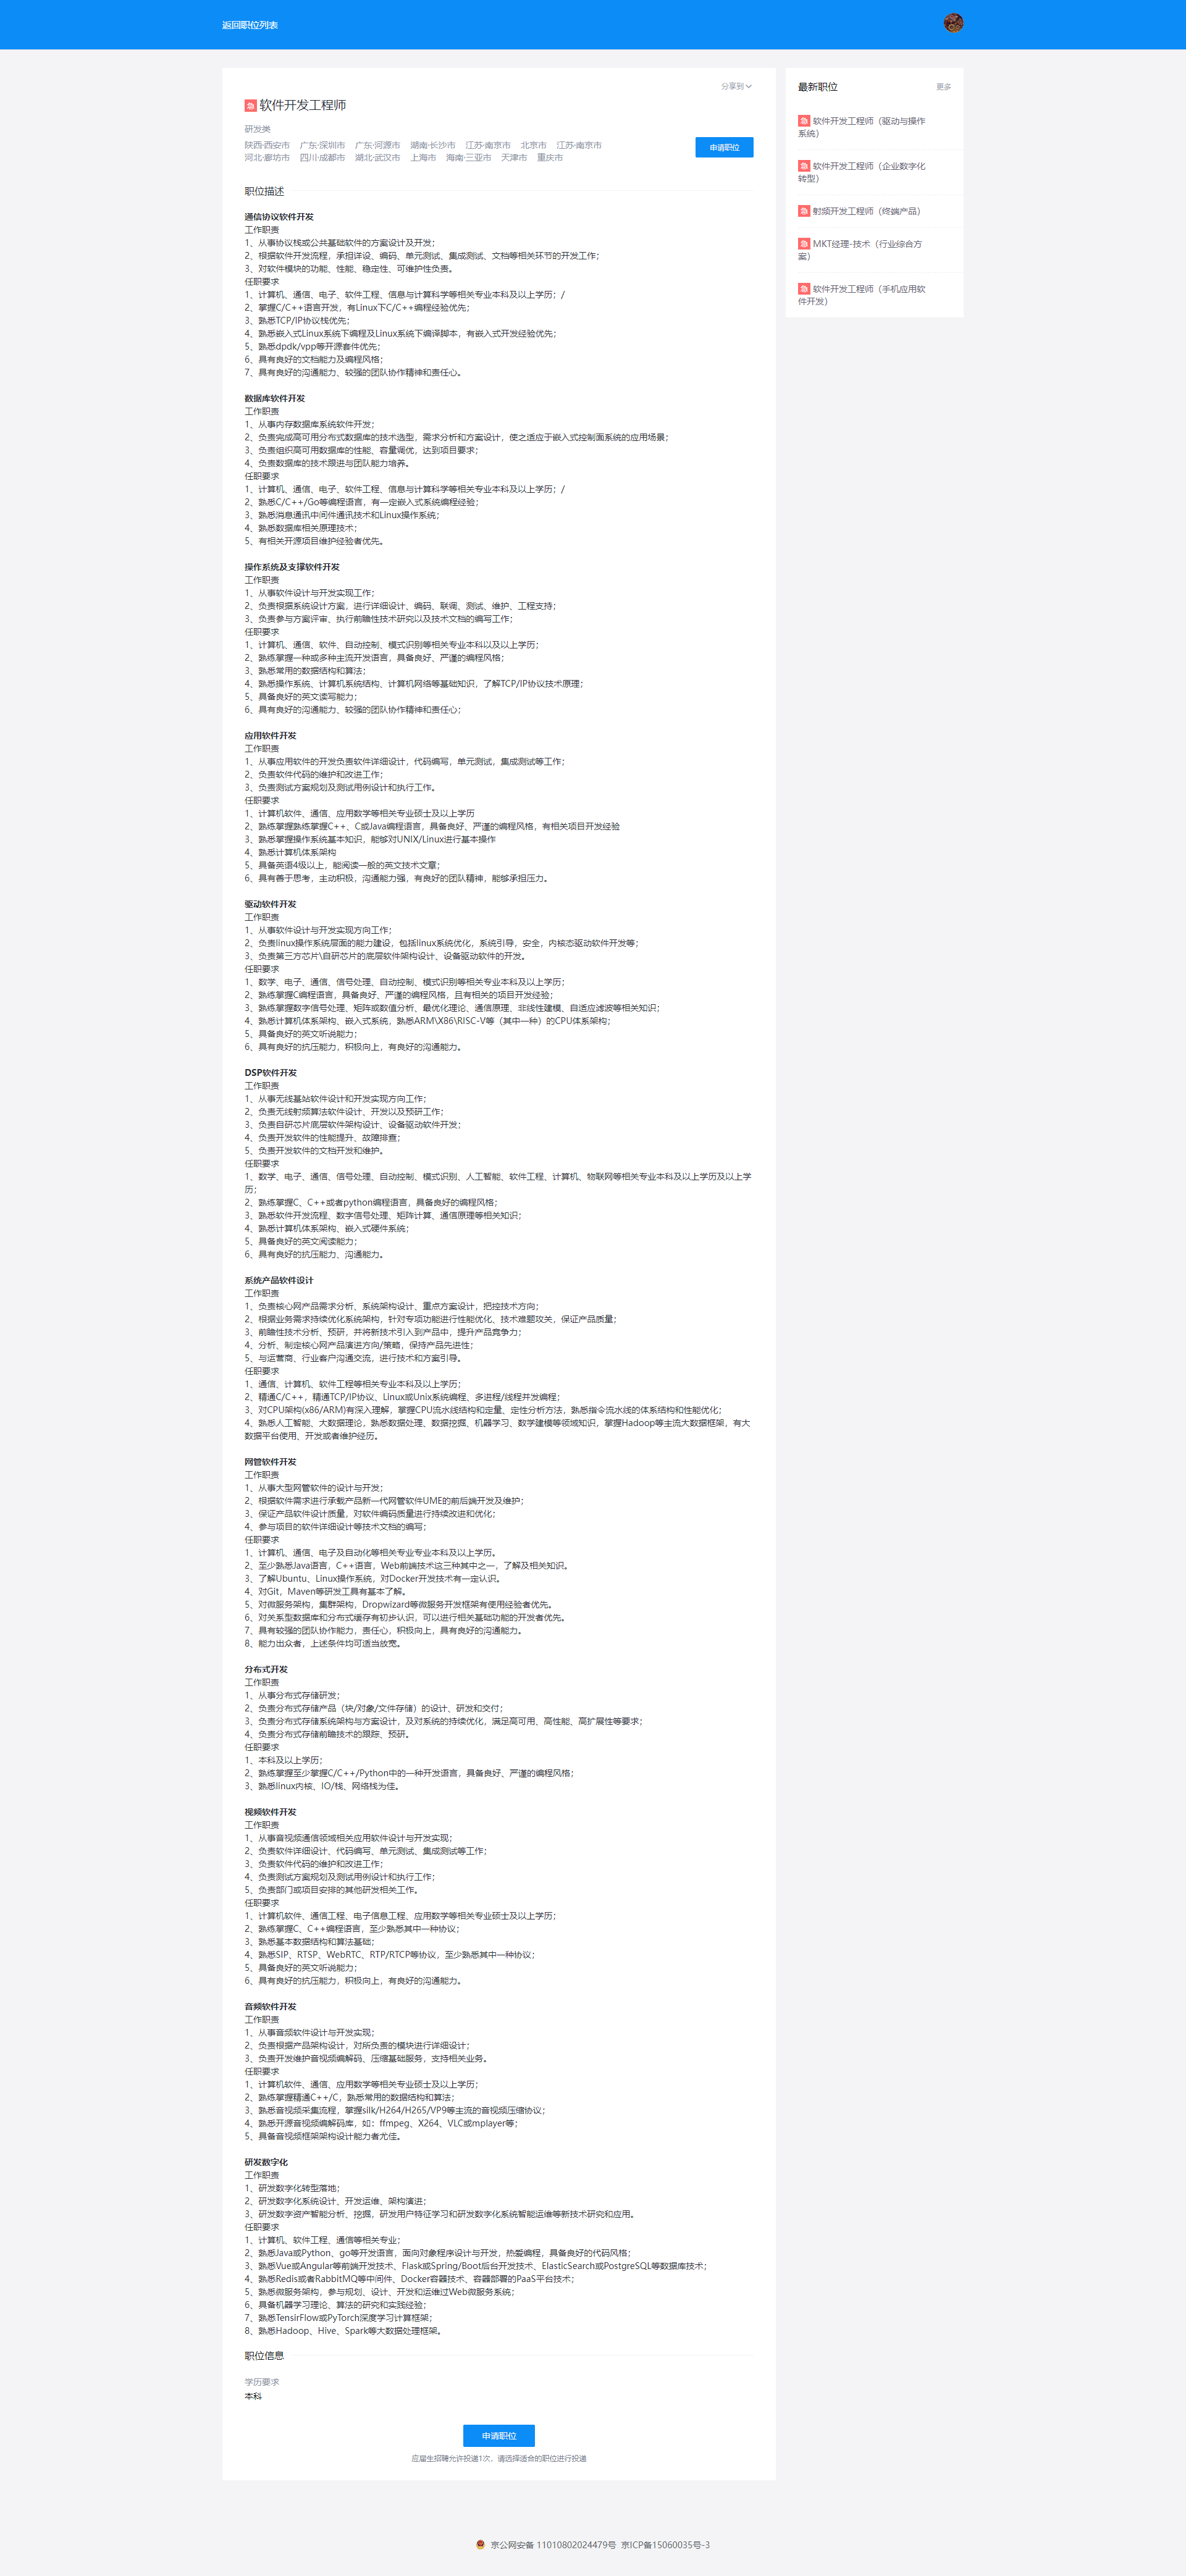 返回职位列表
分享到
急 软件开发工程师
研发类
陕西·西安市 广东·深圳市 广东·河源市 湖南·长沙市 江苏·南京市 北京市 江苏·南京市
河北·廊坊市 四川·成都市 湖北·武汉市 上海市 海南·三亚市 天津市 重庆市
申请职位
职位描述
通信协议软件开发
工作职责
1、从事协议栈或公共基础软件的方案设计及开发；
2、根据软件开发流程，承担详设、编码、单元测试、集成测试、文档等相关环节的开发工作；
3、对软件模块的功能、性能、稳定性、可维护性负责。
任职要求
1、计算机、通信、电子、软件工程、信息与计算科学等相关专业本科及以上学历；/
2、掌握C/C++语言开发，有Linux下C/C++编程经验优先；
3、熟悉TCP/IP协议栈优先；
4、熟悉嵌入式Linux系统下编程及Linux系统下编译脚本，有嵌入式开发经验优先；
5、熟悉dpdk/vpp等开源套件优先；
6、具有良好的文档能力及编程风格；
7、具有良好的沟通能力、较强的团队协作精神和责任心。
数据库软件开发
工作职责
1、从事内存数据库系统软件开发；
2、负责完成高可用分布式数据库的技术选型，需求分析和方案设计，使之适应于嵌入式控制面系统的应用场景；
3、负责组织高可用数据库的性能、容量调优，达到项目要求；
4、负责数据库的技术跟进与团队能力培养。
任职要求
1、计算机、通信、电子、软件工程、信息与计算科学等相关专业本科及以上学历；/
2、熟悉C/C++/Go等编程语言，有一定嵌入式系统编程经验；
3、熟悉消息通讯中间件通讯技术和Linux操作系统；
4、熟悉数据库相关原理技术；
5、有相关开源项目维护经验者优先。
操作系统及支撑软件开发
工作职责
1、从事软件设计与开发实现工作；
2、负责根据系统设计方案，进行详细设计、编码、联调、测试、维护、工程支持；
3、负责参与方案评审、执行前瞻性技术研究以及技术文档的编写工作；
任职要求
1、计算机、通信、软件、自动控制、模式识别等相关专业本科以及以上学历；
2、熟练掌握一种或多种主流开发语言，具备良好、严谨的编程风格；
3、熟悉常用的数据结构和算法；
4、熟悉操作系统、计算机系统结构、计算机网络等基础知识，了解TCP/IP协议技术原理；
5、具备良好的英文读写能力；
6、具有良好的沟通能力、较强的团队协作精神和责任心；
应用软件开发
工作职责
1、从事应用软件的开发负责软件详细设计，代码编写，单元测试，集成测试等工作；
2、负责软件代码的维护和改进工作；
3、负责测试方案规划及测试用例设计和执行工作。
任职要求
1、计算机软件、通信、应用数学等相关专业硕士及以上学历
2、熟练掌握熟练掌握C++、C或Java编程语言，具备良好、严谨的编程风格，有相关项目开发经验
3、熟悉掌握操作系统基本知识，能够对UNIX/Linux进行基本操作
4、熟悉计算机体系架构
5、具备英语4级以上，能阅读一般的英文技术文章；
6、具有善于思考，主动积极，沟通能力强，有良好的团队精神，能够承担压力。
驱动软件开发
工作职责
1、从事软件设计与开发实现方向工作；
2、负责linux操作系统层面的能力建设，包括linux系统优化，系统引导，安全，内核态驱动软件开发等；
3、负责第三方芯片\自研芯片的底层软件架构设计、设备驱动软件的开发。
任职要求
1、数学、电子、通信、信号处理、自动控制、模式识别等相关专业本科及以上学历；
2、熟练掌握C编程语言，具备良好、严谨的编程风格，且有相关的项目开发经验；
3、熟练掌握数字信号处理、矩阵或数值分析、最优化理论、通信原理、非线性建模、自适应滤波等相关知识；
4、熟悉计算机体系架构、嵌入式系统，熟悉ARM\X86\RISC-V等（其中一种）的CPU体系架构；
5、具备良好的英文听说能力；
6、具有良好的抗压能力，积极向上，有良好的沟通能力。
DSP软件开发
工作职责
1、从事无线基站软件设计和开发实现方向工作；
2、负责无线射频算法软件设计、开发以及预研工作；
3、负责自研芯片底层软件架构设计、设备驱动软件开发；
4、负责开发软件的性能提升、故障排查；
5、负责开发软件的文档开发和维护。
任职要求
1、数学、电子、通信、信号处理、自动控制、模式识别、人工智能、软件工程、计算机、物联网等相关专业本科及以上学历及以上学
历；
2、熟练掌握C、C++或者python编程语言，具备良好的编程风格；
3、熟悉软件开发流程、数字信号处理、矩阵计算、通信原理等相关知识；
4、熟悉计算机体系架构、嵌入式硬件系统；
5、具备良好的英文阅读能力；
6、具有良好的抗压能力、沟通能力。
系统产品软件设计
工作职责
1、负责核心网产品需求分析、系统架构设计、重点方案设计，把控技术方向；
2、根据业务需求持续优化系统架构，针对专项功能进行性能优化、技术难题攻关，保证产品质量；
3、前瞻性技术分析、预研，并将新技术引入到产品中，提升产品竞争力；
4、分析、制定核心网产品演进方向/策略，保持产品先进性；
5、与运营商、行业客户沟通交流，进行技术和方案引导。
任职要求
1、通信、计算机、软件工程等相关专业本科及以上学历；
2、精通C/C++，精通TCP/IP协议、Linux或Unix系统编程、多进程/线程并发编程；
3、对CPU架构(x86/ARM)有深入理解，掌握CPU流水线结构和定量、定性分析方法，熟悉指令流水线的体系结构和性能优化；
4、熟悉人工智能、大数据理论，熟悉数据处理、数据挖掘、机器学习、数学建模等领域知识，掌握Hadoop等主流大数据框架，有大
数据平台使用、开发或者维护经历。
网管软件开发
工作职责
1、从事大型网管软件的设计与开发；
2、根据软件需求进行承载产品新一代网管软件UME的前后端开发及维护；
3、保证产品软件设计质量，对软件编码质量进行持续改进和优化；
4、参与项目的软件详细设计等技术文档的编写；
任职要求
1、计算机、通信、电子及自动化等相关专业专业本科及以上学历。
2、至少熟悉Java语言，C++语言，Web前端技术这三种其中之一，了解及相关知识。
3、了解Ubuntu、Linux操作系统，对Docker开发技术有一定认识。
4、对Git，Maven等研发工具有基本了解。
5、对微服务架构，集群架构，Dropwizard等微服务开发框架有使用经验者优先。
6、对关系型数据库和分布式缓存有初步认识，可以进行相关基础功能的开发者优先。
7、具有较强的团队协作能力，责任心，积极向上，具有良好的沟通能力。
8、能力出众者，上述条件均可适当放宽。
分布式开发
工作职责
1、从事分布式存储研发；
2、负责分布式存储产品（块/对象/文件存储）的设计、研发和交付；
3、负责分布式存储系统架构与方案设计，及对系统的持续优化，满足高可用、高性能、高扩展性等要求；
4、负责分布式存储前瞻技术的跟踪、预研。
任职要求
1、本科及以上学历；
2、熟练掌握至少掌握C/C++/Python中的一种开发语言，具备良好、严谨的编程风格；
3、熟悉linux内核、IO/栈、网络栈为佳。
视频软件开发
工作职责
1、从事音视频通信领域相关应用软件设计与开发实现；
2、负责软件详细设计、代码编写、单元测试、集成测试等工作；
3、负责软件代码的维护和改进工作；
4、负责测试方案规划及测试用例设计和执行工作；
5、负责部门或项目安排的其他研发相关工作。
任职要求
1、计算机软件、通信工程、电子信息工程、应用数学等相关专业硕士及以上学历；
2、熟练掌握C、C++编程语言，至少熟悉其中一种协议；
3、熟悉基本数据结构和算法基础；
4、熟悉SIP、RTSP、WebRTC、RTP/RTCP等协议，至少熟悉其中一种协议；
5、具备良好的英文听说能力；
6、具有良好的抗压能力，积极向上，有良好的沟通能力。
音频软件开发
工作职责
1、从事音频软件设计与开发实现；
2、负责根据产品架构设计，对所负责的模块进行详细设计；
3、负责开发维护音视频编解码、压缩基础服务，支持相关业务。
任职要求
1、计算机软件、通信、应用数学等相关专业硕士及以上学历；
2、熟练掌握精通C++/C，熟悉常用的数据结构和算法；
3、熟悉音视频采集流程，掌握silk/H264/H265/VP9等主流的音视频压缩协议；
4、熟悉开源音视频编解码库，如：ffmpeg、X264、VLC或mplayer等；
5、具备音视频框架架构设计能力者尤佳。
研发数字化
工作职责
1、研发数字化转型落地；
2、研发数字化系统设计、开发运维、架构演进；
3、研发数字资产智能分析、挖掘，研发用户特征学习和研发数字化系统智能运维等新技术研究和应用。
任职要求
1、计算机、软件工程、通信等相关专业；
2、熟悉Java或Python、go等开发语言，面向对象程序设计与开发，热爱编程，具备良好的代码风格；
3、熟悉Vue或Angular等前端开发技术、Flask或Spring/Boot后台开发技术、ElasticSearch或PostgreSQL等数据库技术；
4、熟悉Redis或者RabbitMQ等中间件、Docker容器技术、容器部署的PaaS平台技术；
5、熟悉微服务架构，参与规划、设计、开发和运维过Web微服务系统；
6、具备机器学习理论、算法的研究和实践经验；
7、熟悉TensirFlow或PyTorch深度学习计算框架；
8、熟悉Hadoop、Hive、Spark等大数据处理框架。
职位信息
学历要求
本科
申请职位
应届生招聘允许投递1次，请选择适合的职位进行投递
最新职位 更多
急 软件开发工程师（驱动与操作
系统）
急 软件开发工程师（企业数字化
转型）
急 射频开发工程师（终端产品）
急 MKT经理-技术（行业综合方
案）
急 软件开发工程师（手机应用软
件开发）
京公网安备 11010802024479号 京ICP备15060035号-3